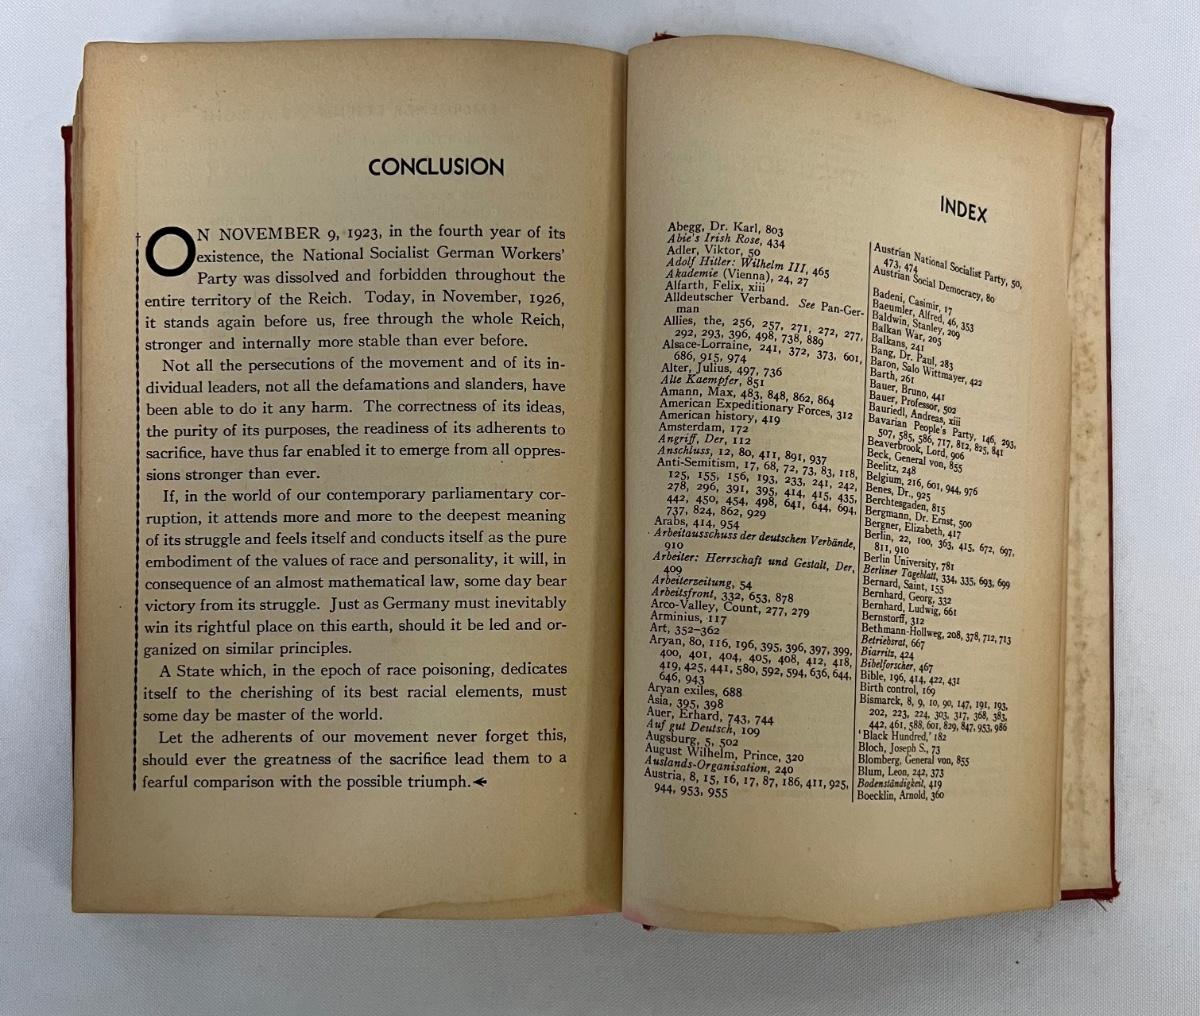 CONCLUSION
ON NOVEMBER 9, 1923, in the fourth year of its
existence, the National Socialist German Workers'
Party was dissolved and forbidden throughout the
entire territory of the Reich. Today, in November, 1926,
it stands again before us, free through the whole Reich,
stronger and internally more stable than ever before.
Not all the persecutions of the movement and of its in-
dividual leaders, not all the defamations and slanders, have
been able to do it any harm. The correctness of its ideas,
the purity of its purposes, the readiness of its adherents to
sacrifice, have thus far enabled it to emerge from all oppres-
sions stronger than ever.
If, in the world of our contemporary parliamentary cor-
ruption, it attends more and more to the deepest meaning
of its struggle and feels itself and conducts itself as the pure
embodiment of the values of race and personality, it will, in
consequence of an almost mathematical law, some day bear
victory from its struggle. Just as Germany must inevitably
win its rightful place on this earth, should it be led and or-
ganized on similar principles.
A State which, in the epoch of race poisoning, dedicates
itself to the cherishing of its best racial elements, must
some day be master of the world.
Let the adherents of our movement never forget this,
should ever the greatness of the sacrifice lead them to a
fearful comparison with the possible triumph.
INDEX
Abegg, Dr. Karl, 803
Abie's Irish Rose, 434
Adler, Viktor, 50
Adolf Hitler: Wilhelm III, 465
Akademie (Vienna), 24, 27
Alfarth, Felix, xiii
Alldeutscher Verband. See Pan-Ger-
man
Allies, the, 256, 257, 271, 272, 277,
292, 293, 396, 498, 738, 889
Alsace-Lorraine, 241, 372, 373, 601,
686, 915, 974
Alter, Julius, 497, 736
Alte Kaempfer, 851
Amann, Max, 483, 848, 862, 864
American Expeditionary Forces, 312
American history, 419
Amsterdam, 172
Angriff, Der, 112
Anschluss, 12, 80, 411, 891, 937
Anti-Semitism, 17, 68, 72, 73, 83, 118,
125, 155, 156, 193, 233, 241, 242,
278, 296, 391, 395, 414, 415, 435,
442, 450, 454, 498, 641, 644, 694,
737, 824, 862, 929
Arabs, 414, 954
Arbeitausschuss der deutschen Verbände,
910
Arbeiter: Herrschaft und Gestalt, Der,
409
Arbeiterzeitung, 54
Arbeitsfront, 332, 653, 878
Arco-Valley, Count, 277, 279
Arminius, 117
Art, 352-362
Aryan, 80, 116, 196, 395, 396, 397, 399,
400, 401, 404, 405, 408, 412, 418,
419, 425, 441, 580, 592, 594, 636, 644,
646, 943
Aryan exiles, 688
Asia, 395, 398
Auer, Erhard, 743, 744
Auf gut Deutsch, 109
Augsburg, 5, 502
August Wilhelm, Prince, 320
Auslands-Organisation, 240
Austria, 8, 15, 16, 17, 87, 186, 411, 925,
944, 953, 955
Austrian National Socialist Party, 50,
473, 474
Austrian Social Democracy, 80
Badeni, Casimir, 17
Baeumler, Alfred, 46, 353
Baldwin, Stanley, 209
Balkan War, 205
Balkans, 241
Bang, Dr. Paul, 283
Baron, Salo Wittmayer, 422
Barth, 261
Bauer, Bruno, 441
Bauer, Professor, 502
Bauriedl, Andreas, xiii
Bavarian People's Party, 146, 293,
507, 585, 586, 717, 812, 825, 841
Beaverbrook, Lord, 906
Beck, General von, 855
Beelitz, 248
Belgium, 216, 601, 944, 976
Benes, Dr., 925
Berchtesgaden, 815
Bergmann, Dr. Ernst, 500
Bergner, Elizabeth, 417
Berlin, 22, 100, 363, 415, 672, 697,
811, 910
Berlin University, 781
Berliner Tageblatt, 334, 335, 693, 699
Bernard, Saint, 155
Bernhard, Georg, 332
Bernhard, Ludwig, 661
Bernstorff, 312
Bethmann-Hollweg, 208, 378, 712, 713
Betriebsrat, 667
Biarritz, 424
Bibelforscher, 467
Bible, 196, 414, 422, 431
Birth control, 169
Bismarck, 8, 9, 10, 90, 147, 191, 193,
202, 223, 224, 303, 317, 368, 383,
442, 461, 588, 601, 829, 847, 953, 986
'Black Hundred,' 182
Bloch, Joseph S., 73
Blomberg, General von, 855
Blum, Leon, 242, 373
Bodenständigkeit, 419
Boecklin, Arnold, 360